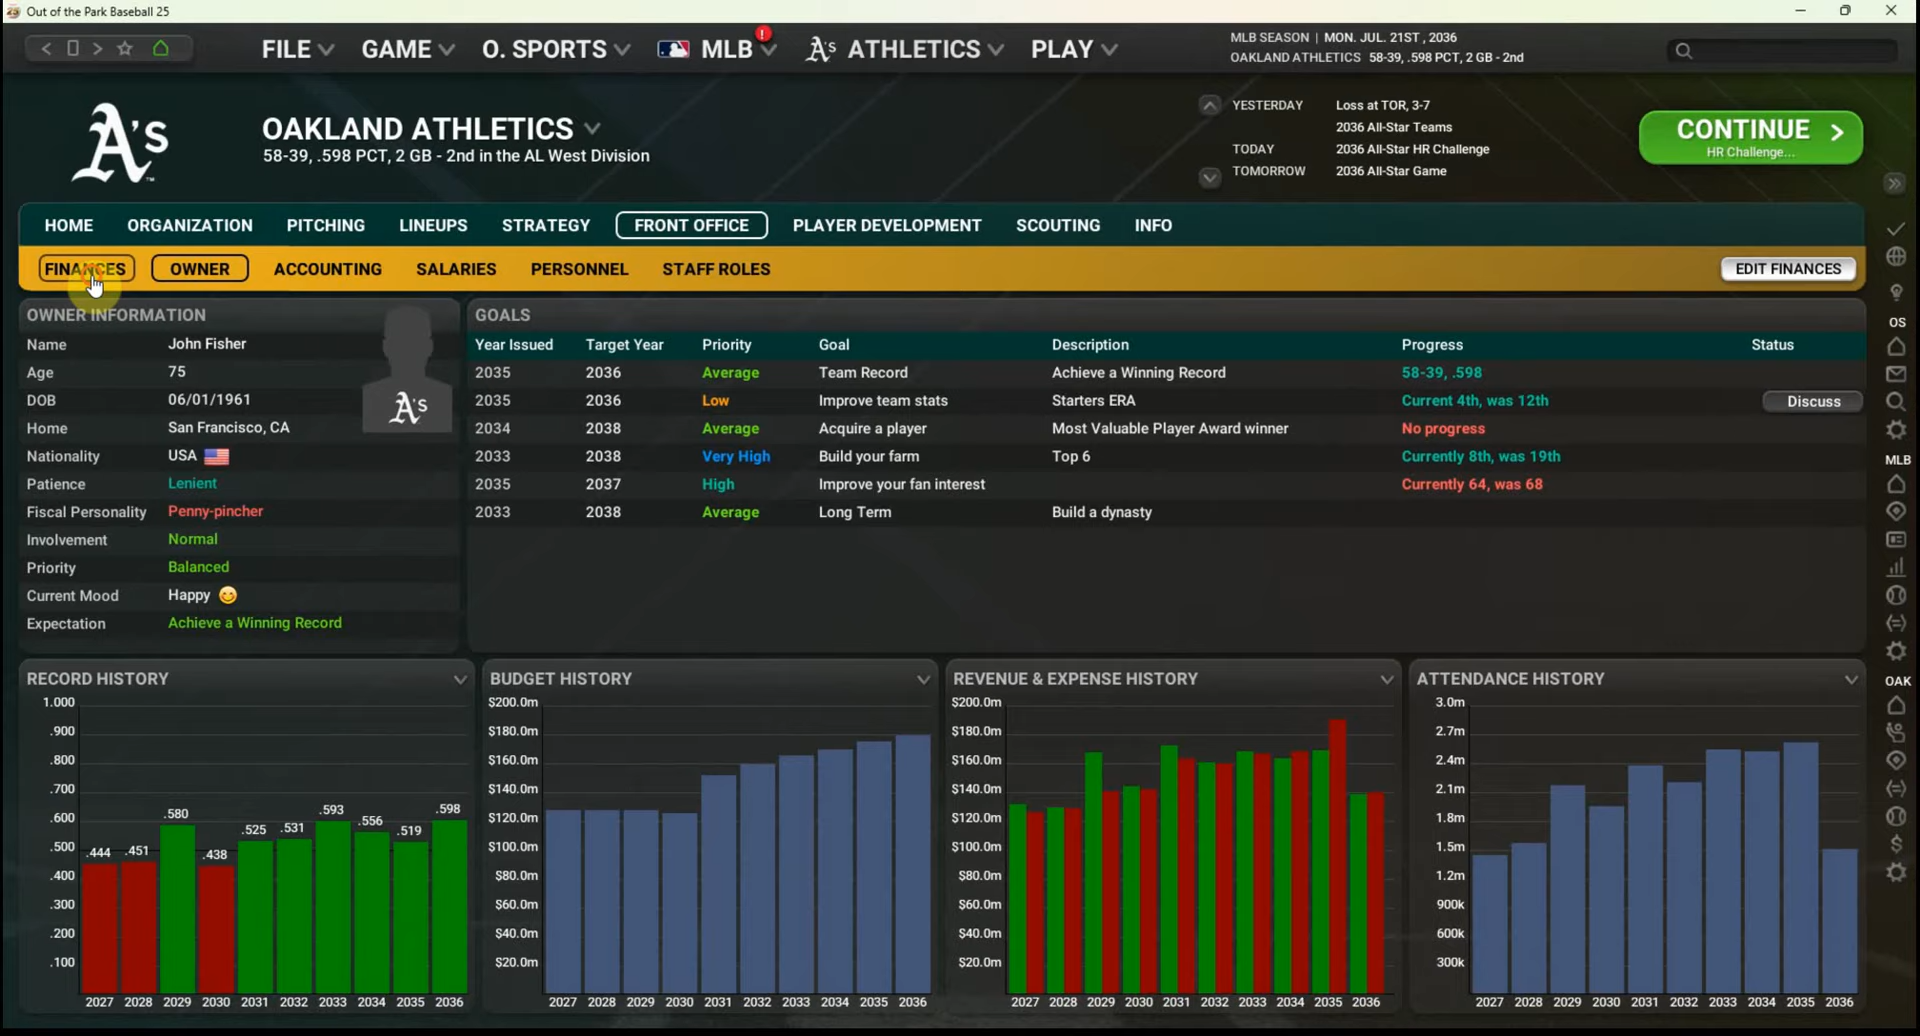 Out of the Park Baseball 25
FILE GAME O. SPORTS MLB ! A's ATHLETICS PLAY
MLB SEASON | MON. JUL. 21ST , 2036
OAKLAND ATHLETICS 58-39, .598 PCT, 2 GB - 2nd
A's
OAKLAND ATHLETICS
58-39, .598 PCT, 2 GB - 2nd in the AL West Division
YESTERDAY Loss at TOR, 3-7
2036 All-Star Teams
TODAY 2036 All-Star HR Challenge
TOMORROW 2036 All-Star Game
CONTINUE
HR Challenge...
HOME ORGANIZATION PITCHING LINEUPS STRATEGY FRONT OFFICE PLAYER DEVELOPMENT SCOUTING INFO
FINANCES OWNER ACCOUNTING SALARIES PERSONNEL STAFF ROLES EDIT FINANCES
OWNER INFORMATION
Name John Fisher
Age 75
DOB 06/01/1961
Home San Francisco, CA
Nationality USA
Patience Lenient
Fiscal Personality Penny-pincher
Involvement Normal
Priority Balanced
Current Mood Happy
Expectation Achieve a Winning Record
A's
GOALS
Year Issued Target Year Priority Goal Description Progress Status
2035 2036 Average Team Record Achieve a Winning Record 58-39, .598
2035 2036 Low Improve team stats Starters ERA Current 4th, was 12th Discuss
2034 2038 Average Acquire a player Most Valuable Player Award winner No progress
2033 2038 Very High Build your farm Top 6 Currently 8th, was 19th
2035 2037 High Improve your fan interest Currently 64, was 68
2033 2038 Average Long Term Build a dynasty
RECORD HISTORY
1.000
.900
.800
.700
.600
.500
.400
.300
.200
.100
.444 .451 .580 .438 .525 .531 .593 .556 .519 .598
2027 2028 2029 2030 2031 2032 2033 2034 2035 2036
BUDGET HISTORY
$200.0m
$180.0m
$160.0m
$140.0m
$120.0m
$100.0m
$80.0m
$60.0m
$40.0m
$20.0m
2027 2028 2029 2030 2031 2032 2033 2034 2035 2036
REVENUE & EXPENSE HISTORY
$200.0m
$180.0m
$160.0m
$140.0m
$120.0m
$100.0m
$80.0m
$60.0m
$40.0m
$20.0m
2027 2028 2029 2030 2031 2032 2033 2034 2035 2036
ATTENDANCE HISTORY
3.0m
2.7m
2.4m
2.1m
1.8m
1.5m
1.2m
900k
600k
300k
2027 2028 2029 2030 2031 2032 2033 2034 2035 2036
OS
MLB
OAK